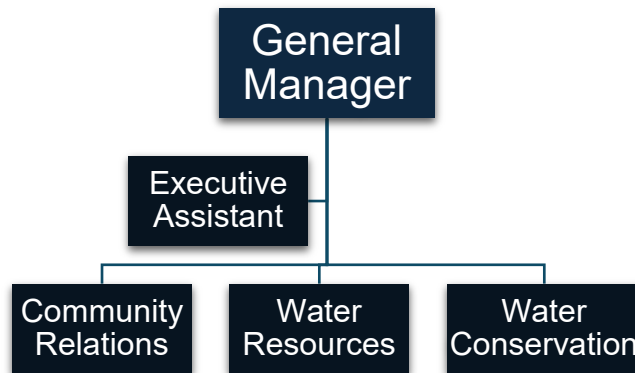 General
Manager
Executive
Assistant
Community
Relations
Water
Resources
Water
Conservation